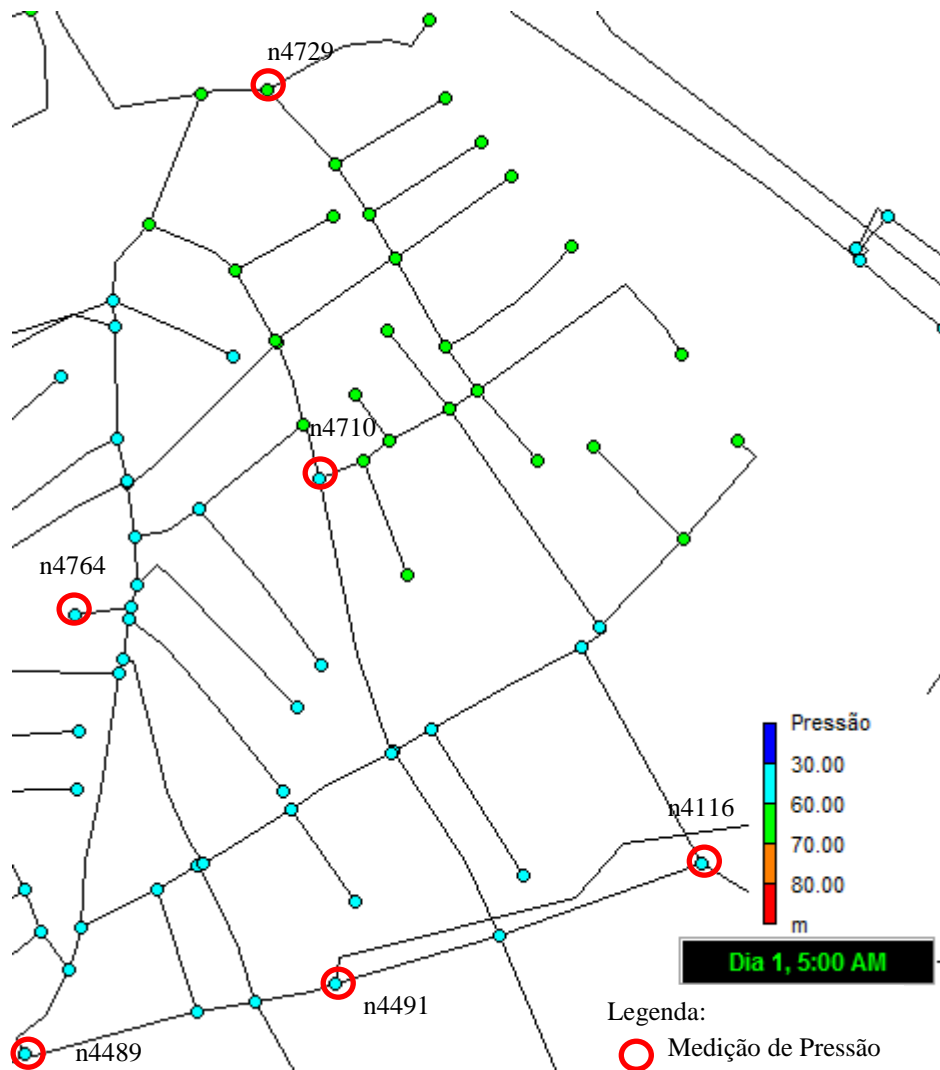 n4729
n4710
n4764
Pressão
30.00
n4116
60.00
70.00
80.00
m
Dia 1, 5:00 AM
n4491
Legenda:
n4489
Medição de Pressão